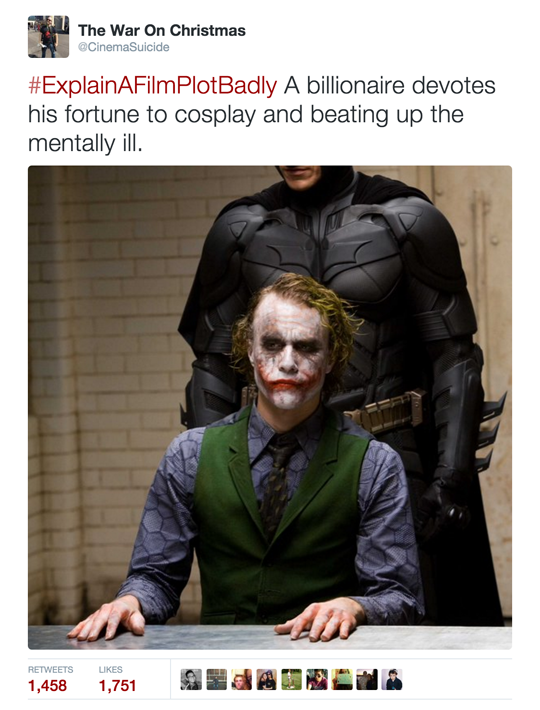 The War On Christmas
@CinemaSuicide
#ExplainAFilmPlotBadly A billionaire devotes
his fortune to cosplay and beating up the
mentally ill.
RETWEETS LIKES
1,458 1,751